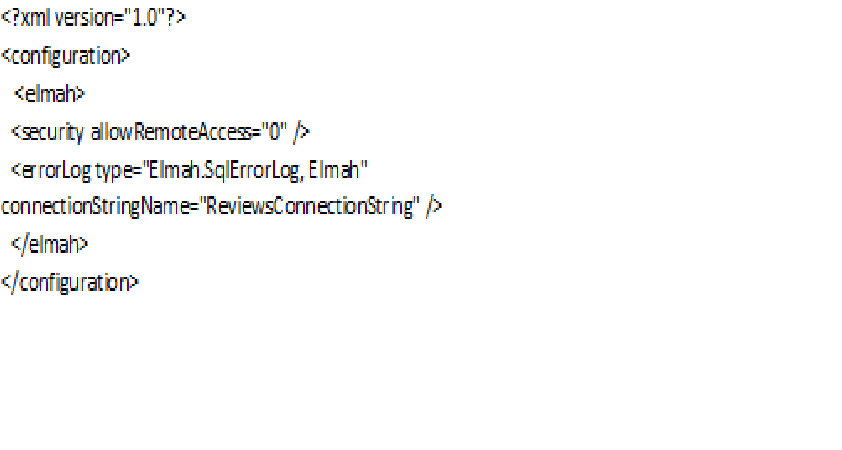 <?xml version="1.0"?>
<configuration>
<elmah>
<security allowRemoteAccess="0" />
<errorLog type="Elmah.SqlErrorLog, Elmah"
connectionStringName="ReviewsConnectionString" />
</elmah>
</configuration>